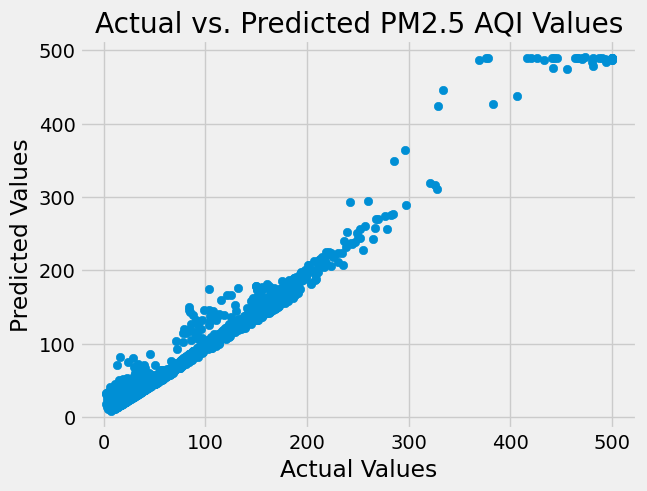 Actual vs. Predicted PM2.5 AQI Values
500
400
300
200
100
0
Predicted Values
0 100 200 300 400 500
Actual Values